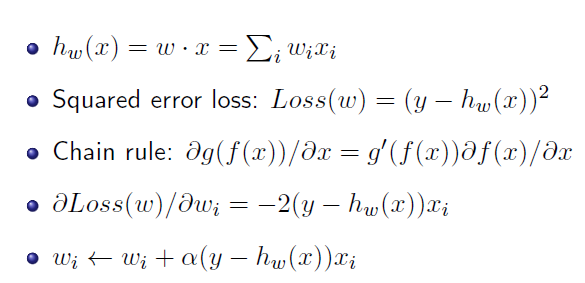 • h_w(x) = w · x = ∑_i w_i x_i
• Squared error loss: Loss(w) = (y − h_w(x))²
• Chain rule: ∂g(f(x))/∂x = g′(f(x))∂f(x)/∂x
• ∂Loss(w)/∂w_i = −2(y − h_w(x))x_i
• w_i ← w_i + α(y − h_w(x))x_i